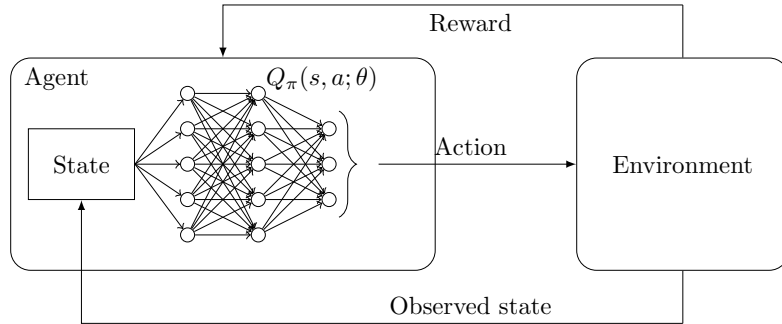 Reward
Agent
Q_π(s, a; θ)
State
Action
Environment
Observed state